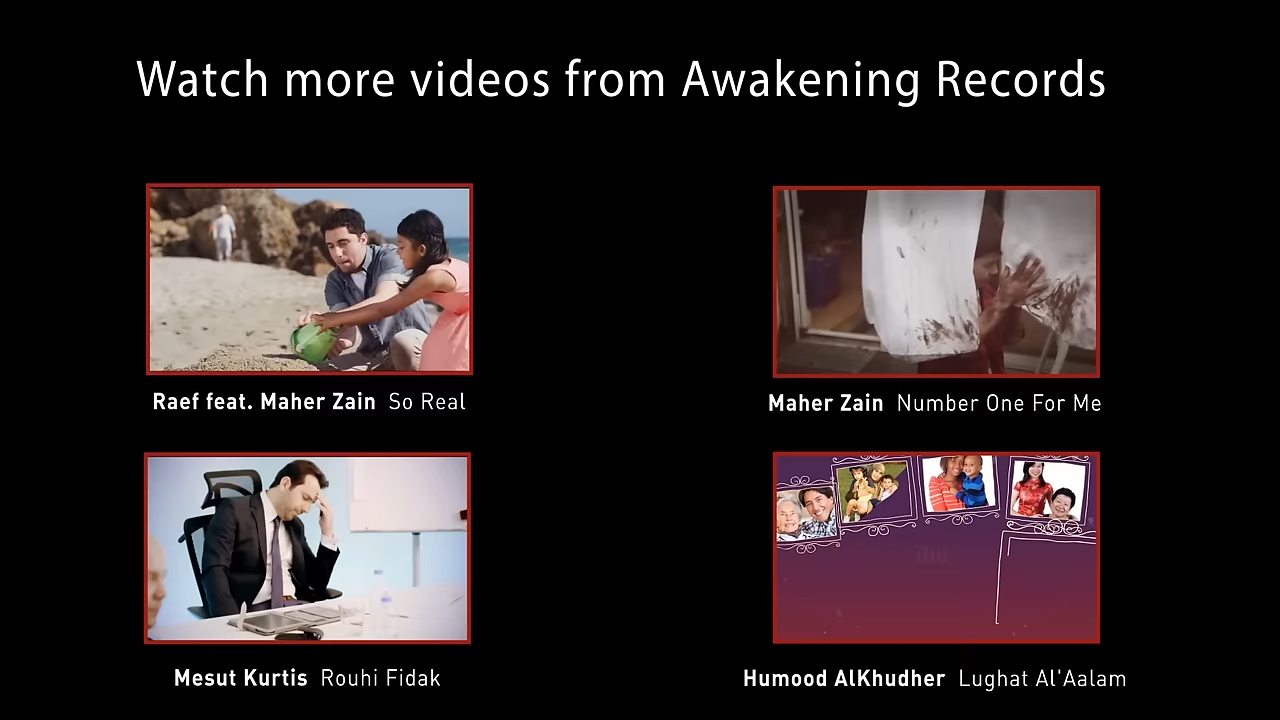 Watch more videos from Awakening Records
Raef feat. Maher Zain So Real
Maher Zain Number One For Me
Mesut Kurtis Rouhi Fidak
Humood AlKhudher Lughat Al'Aalam